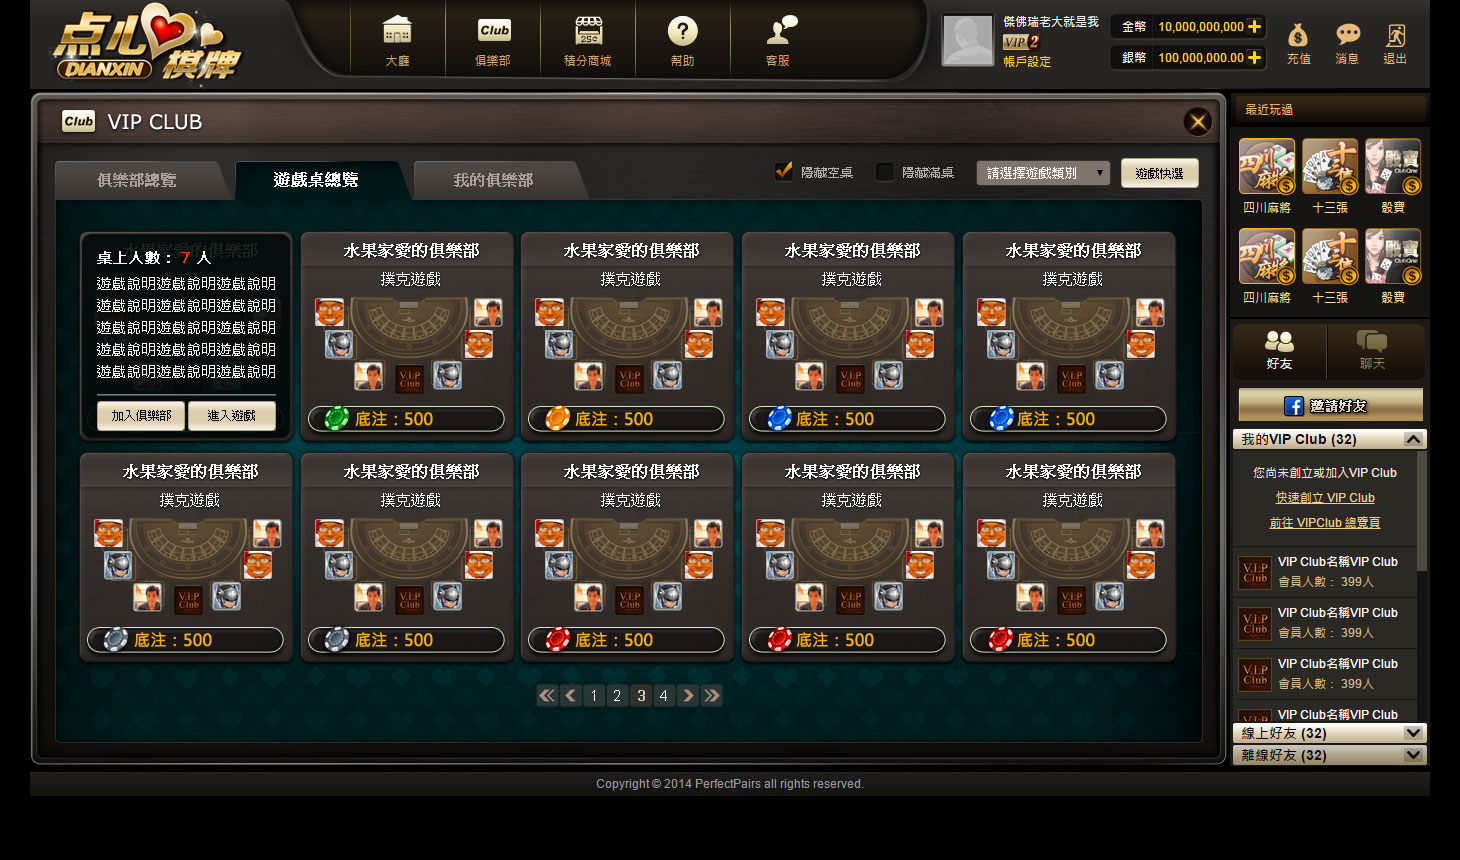 点心
棋牌
DIANXIN
大廳
Club
俱樂部
25¢
積分商城
?
幫助
客服
傑佛瑞老大就是我
VIP 2
帳戶設定
金幣 10,000,000,000
銀幣 100,000,000.00
充值
消息
退出
Club VIP CLUB
俱樂部總覽
遊戲桌總覽
我的俱樂部
隱藏空桌
隱藏滿桌
請選擇遊戲類別
遊戲快選
桌上人數：7 人
遊戲說明遊戲說明遊戲說明
遊戲說明遊戲說明遊戲說明
遊戲說明遊戲說明遊戲說明
遊戲說明遊戲說明遊戲說明
遊戲說明遊戲說明遊戲說明
加入俱樂部
進入遊戲
水果家愛的俱樂部
撲克遊戲
V.I.P
Club
底注：500
水果家愛的俱樂部
撲克遊戲
V.I.P
Club
底注：500
水果家愛的俱樂部
撲克遊戲
V.I.P
Club
底注：500
水果家愛的俱樂部
撲克遊戲
V.I.P
Club
底注：500
水果家愛的俱樂部
撲克遊戲
V.I.P
Club
底注：500
水果家愛的俱樂部
撲克遊戲
V.I.P
Club
底注：500
水果家愛的俱樂部
撲克遊戲
V.I.P
Club
底注：500
水果家愛的俱樂部
撲克遊戲
V.I.P
Club
底注：500
水果家愛的俱樂部
撲克遊戲
V.I.P
Club
底注：500
1 2 3 4
最近玩過
四川麻將
十三張
骰寶
四川麻將
十三張
骰寶
好友
聊天
邀請好友
我的VIP Club (32)
您尚未創立或加入VIP Club
快速創立 VIP Club
前往 VIPClub 總覽頁
V.I.P
Club
VIP Club名稱VIP Club
會員人數： 399人
V.I.P
Club
VIP Club名稱VIP Club
會員人數： 399人
V.I.P
Club
VIP Club名稱VIP Club
會員人數： 399人
V.I.P
VIP Club名稱VIP Club
線上好友 (32)
離線好友 (32)
Copyright © 2014 PerfectPairs all rights reserved.